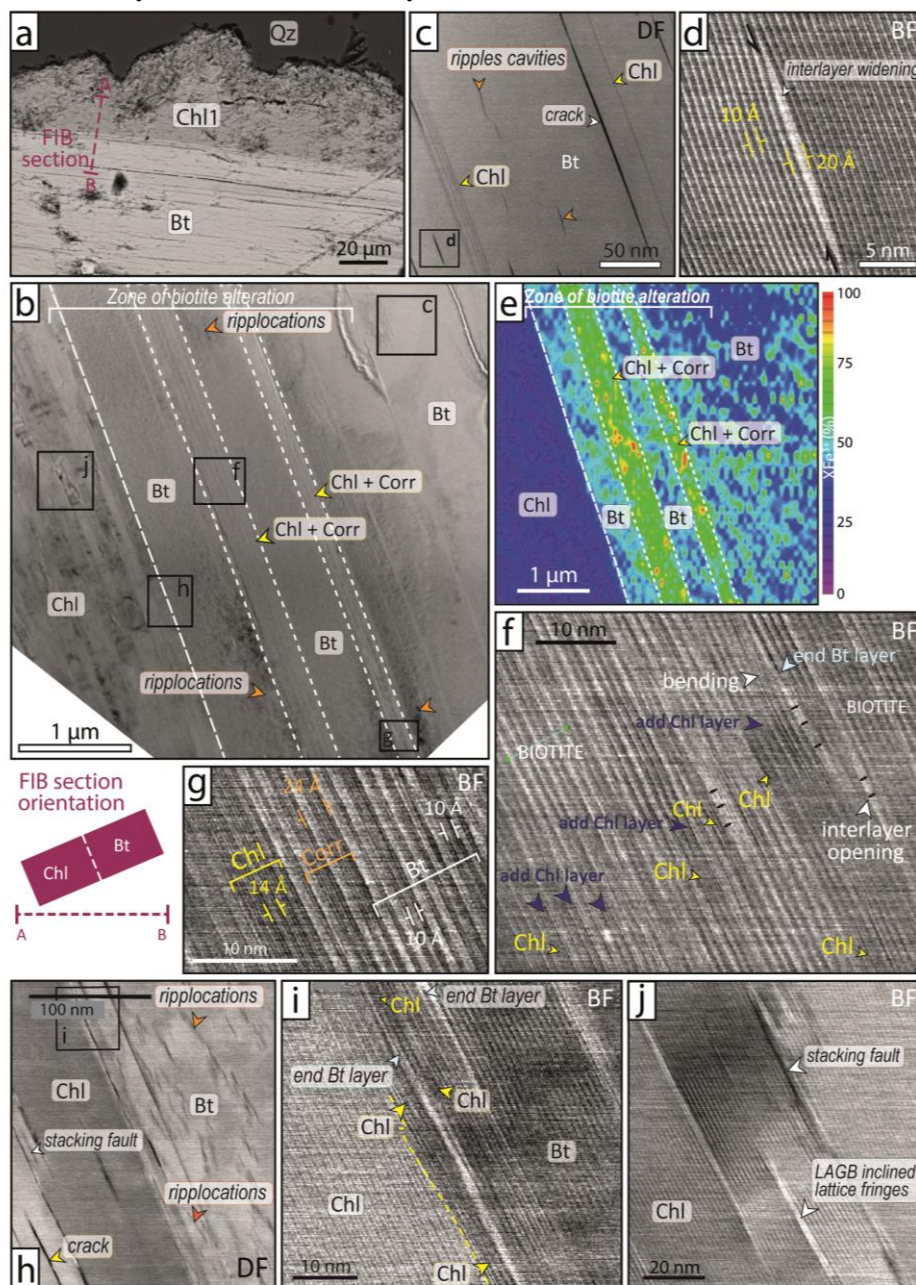 a
Qz
A
Chl1
FIB
section
B
Bt
20 µm
c
DF
ripples cavities
Chl
crack
Bt
Chl
d
50 nm
d
BF
interlayer widening
10 Å
20 Å
5 nm
b
Zone of biotite alteration
ripplocations
c
Bt
j
Bt
f
Chl + Corr
Chl + Corr
h
Chl
Bt
ripplocations
g
1 µm
e
Zone of biotite alteration
Bt
Chl + Corr
Chl + Corr
Chl
Bt
Bt
1 µm
100
75
50
25
0
f
10 nm
BF
end Bt layer
bending
add Chl layer
BIOTITE
BIOTITE
Chl
Chl
add Chl layer
interlayer
opening
Chl
add Chl layer
Chl
Chl
FIB section
orientation
Chl
Bt
A
B
g
BF
24 Å
10 Å
Chl
Corr
Bt
14 Å
10 Å
10 nm
h
100 nm
i
ripplocations
Chl
Bt
stacking fault
ripplocations
crack
DF
i
BF
Chl
end Bt layer
end Bt layer
Chl
Chl
Bt
Chl
Chl
10 nm
j
BF
stacking fault
LAGB inclined
lattice fringes
Chl
20 nm